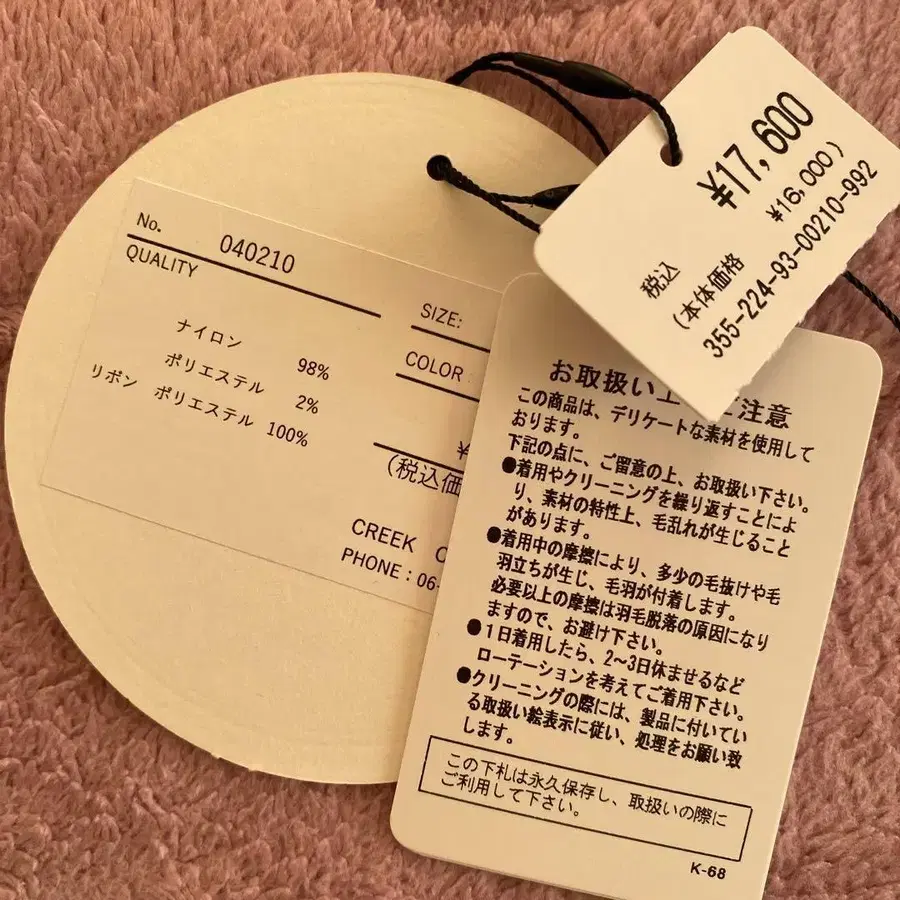 No. 040210
QUALITY
SIZE:
COLOR
ナイロン 98%
ポリエステル 2%
リボン ポリエステル 100%
¥
(税込価
CREEK
PHONE：06-
¥17,600
税込
(本体価格 ¥16,000)
355-224-93-00210-992
お取扱い上 注意
この商品は、デリケートな素材を使用して
おります。
下記の点に、ご留意の上、お取扱い下さい。
●着用やクリーニングを繰り返すことによ
り、素材の特性上、毛乱れが生じること
があります。
●着用中の摩擦により、多少の毛抜けや毛
羽立ちが生じ、毛羽が付着します。
必要以上の摩擦は羽毛脱落の原因になり
ますので、お避け下さい。
●1日着用したら、2〜3日休ませるなど
ローテーションを考えてご着用下さい。
●クリーニングの際には、製品に付いてい
る取扱い絵表示に従い、処理をお願い致
します。
この下札は永久保存し、取扱いの際に
ご利用して下さい。
K-68